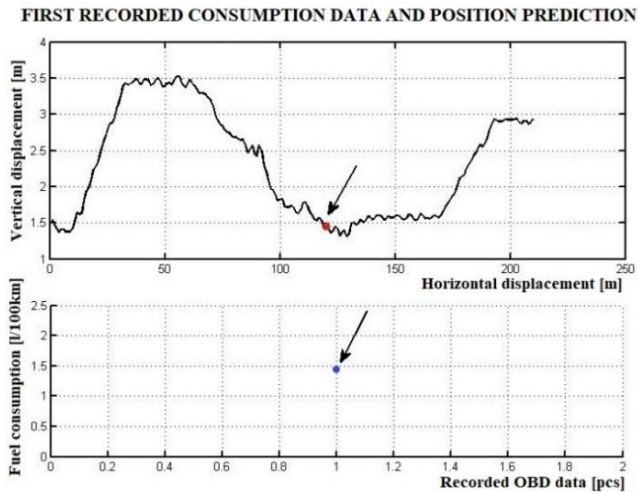 FIRST RECORDED CONSUMPTION DATA AND POSITION PREDICTION
Vertical displacement [m]
4
3.5
3
2.5
2
1.5
1
0 50 100 150 200 250
Horizontal displacement [m]
Fuel consumption [l/100km]
2.5
2
1.5
1
0.5
0
0 0.2 0.4 0.6 0.8 1 1.2 1.4 1.6 1.8 2
Recorded OBD data [pcs]